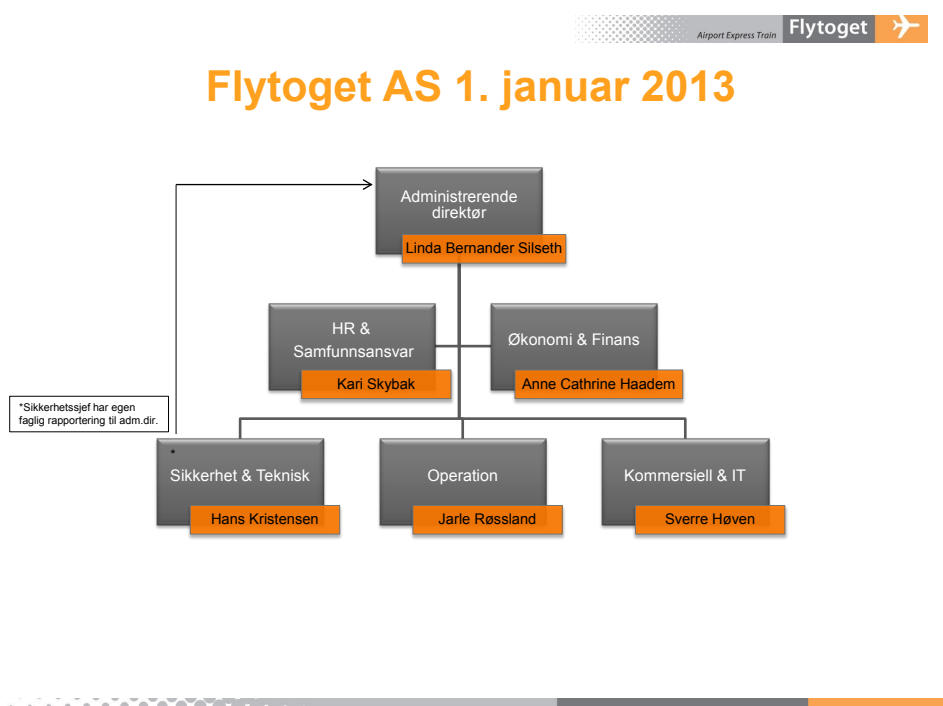 Airport Express Train Flytoget
Flytoget AS 1. januar 2013
Administrerende
direktør
Linda Bernander Silseth
HR &
Samfunnsansvar
Kari Skybak
Økonomi & Finans
Anne Cathrine Haadem
*Sikkerhetssjef har egen
faglig rapportering til adm.dir.
*
Sikkerhet & Teknisk
Hans Kristensen
Operation
Jarle Røssland
Kommersiell & IT
Sverre Høven